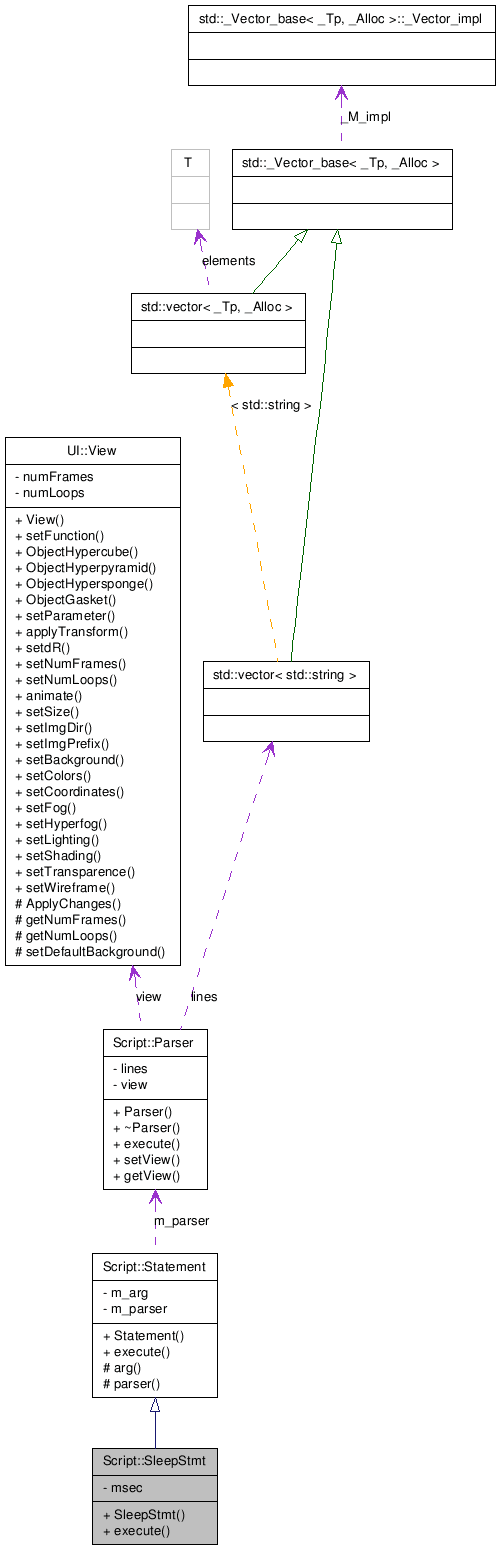 std::_Vector_base< _Tp, _Alloc >::_Vector_impl
_M_impl
T
std::_Vector_base< _Tp, _Alloc >
elements
std::vector< _Tp, _Alloc >
< std::string >
UI::View
- numFrames
- numLoops
+ View()
+ setFunction()
+ ObjectHypercube()
+ ObjectHyperpyramid()
+ ObjectHypersponge()
+ ObjectGasket()
+ setParameter()
+ applyTransform()
+ setdR()
+ setNumFrames()
+ setNumLoops()
+ animate()
+ setSize()
+ setImgDir()
+ setImgPrefix()
+ setBackground()
+ setColors()
+ setCoordinates()
+ setFog()
+ setHyperfog()
+ setLighting()
+ setShading()
+ setTransparence()
+ setWireframe()
# ApplyChanges()
# getNumFrames()
# getNumLoops()
# setDefaultBackground()
std::vector< std::string >
view
lines
Script::Parser
- lines
- view
+ Parser()
+ ~Parser()
+ execute()
+ setView()
+ getView()
m_parser
Script::Statement
- m_arg
- m_parser
+ Statement()
+ execute()
# arg()
# parser()
Script::SleepStmt
- msec
+ SleepStmt()
+ execute()